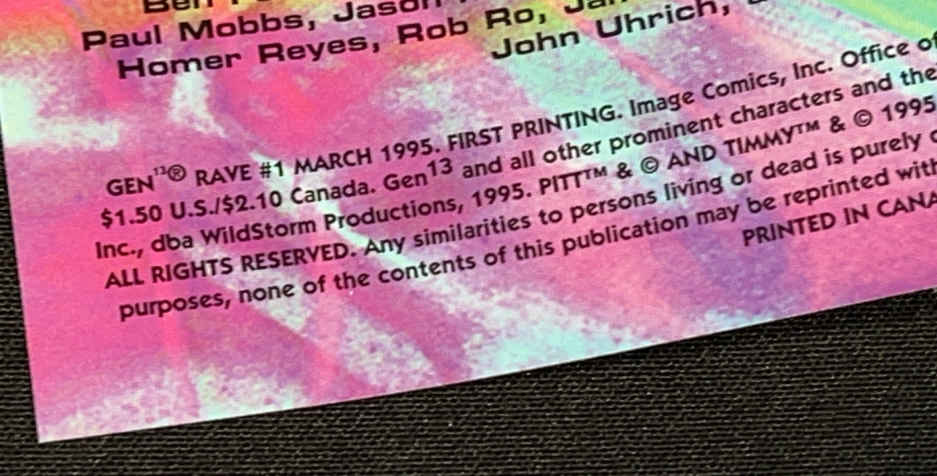 Ben
Paul Mobbs, Jason
Homer Reyes, Rob Ro,
John Uhrich,
GEN¹³® RAVE #1 MARCH 1995. FIRST PRINTING. Image Comics, Inc. Office of
$1.50 U.S./$2.10 Canada. Gen¹³ and all other prominent characters and the
Inc., dba WildStorm Productions, 1995. PITT™ & © AND TIMMY™ & © 1995
ALL RIGHTS RESERVED. Any similarities to persons living or dead is purely
purposes, none of the contents of this publication may be reprinted with
PRINTED IN CANA